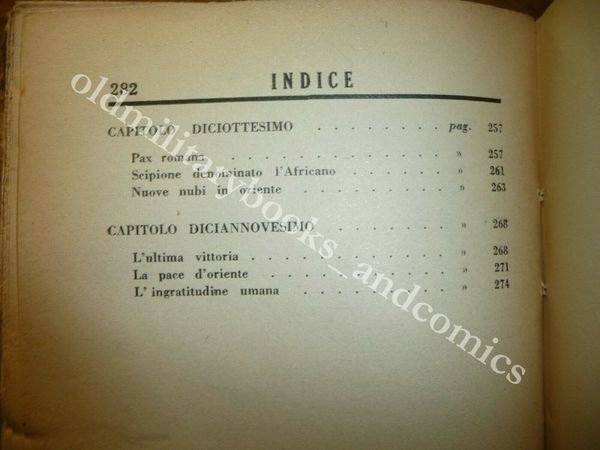 282 INDICE
CAPITOLO DICIOTTESIMO . . . . . . . . pag. 257
Pax romana . . . . . . . . . . . » 257
Scipione denominato l'Africano . . . . . . » 261
Nuove nubi in oriente . . . . . . . . » 263
CAPITOLO DICIANNOVESIMO . . . . . . . » 268
L'ultima vittoria . . . . . . . . . . » 268
La pace d'oriente . . . . . . . . . . » 271
L'ingratitudine umana . . . . . . . . » 274
oldmilitarybooks_andcomics